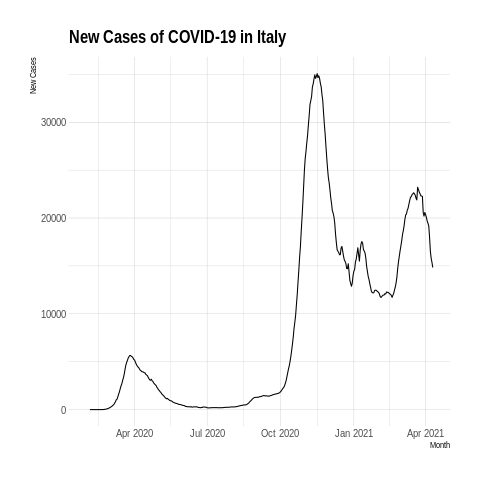 New Cases of COVID-19 in Italy
New Cases
30000
20000
10000
0
Apr 2020 Jul 2020 Oct 2020 Jan 2021 Apr 2021
Month